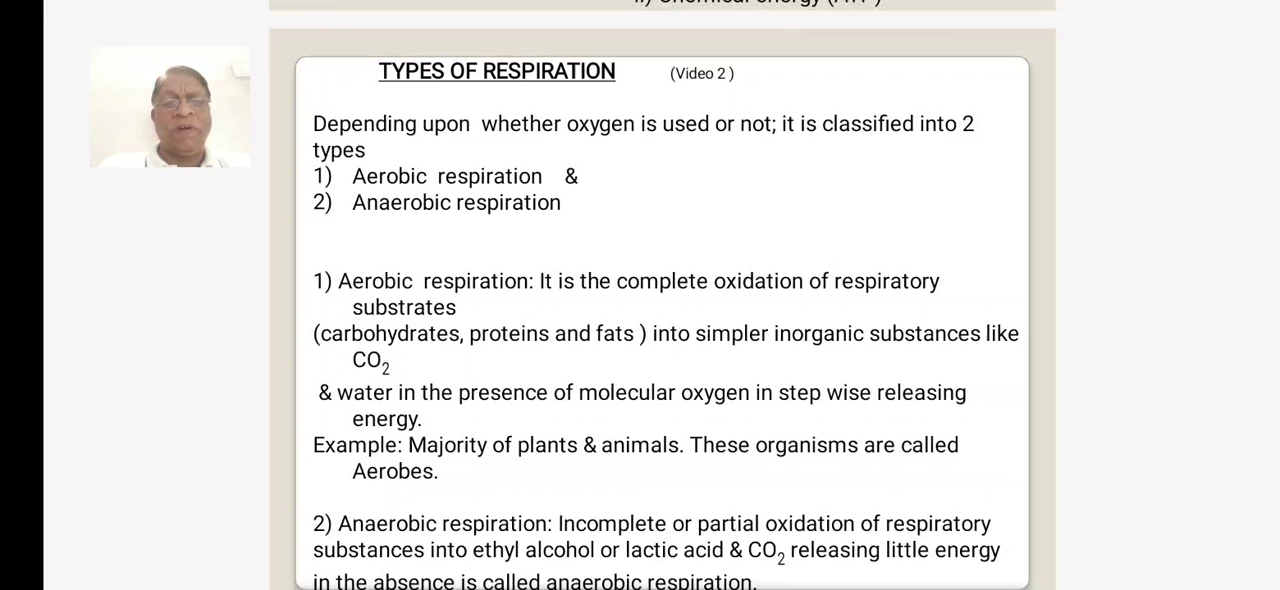 ii) Chemical energy (ATP)
TYPES OF RESPIRATION (Video 2 )
Depending upon whether oxygen is used or not; it is classified into 2
types
1) Aerobic respiration &
2) Anaerobic respiration
1) Aerobic respiration: It is the complete oxidation of respiratory
substrates
(carbohydrates, proteins and fats ) into simpler inorganic substances like
CO₂
& water in the presence of molecular oxygen in step wise releasing
energy.
Example: Majority of plants & animals. These organisms are called
Aerobes.
2) Anaerobic respiration: Incomplete or partial oxidation of respiratory
substances into ethyl alcohol or lactic acid & CO₂ releasing little energy
in the absence is called anaerobic respiration.